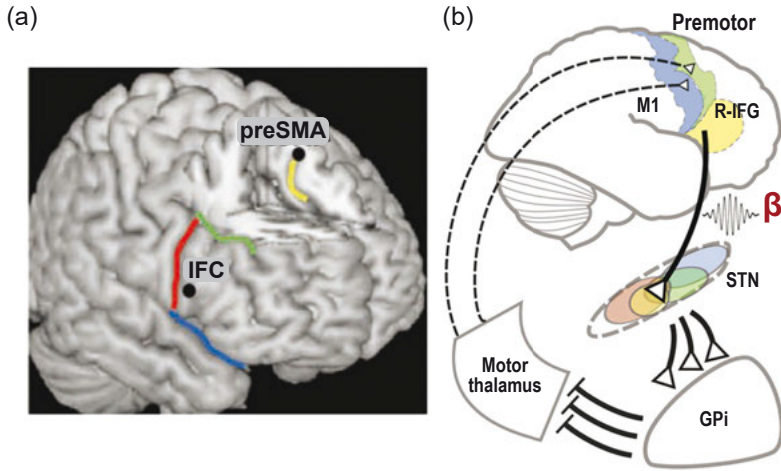 (a)
preSMA
IFC
(b)
Premotor
M1
R-IFG
β
STN
Motor
thalamus
GPi